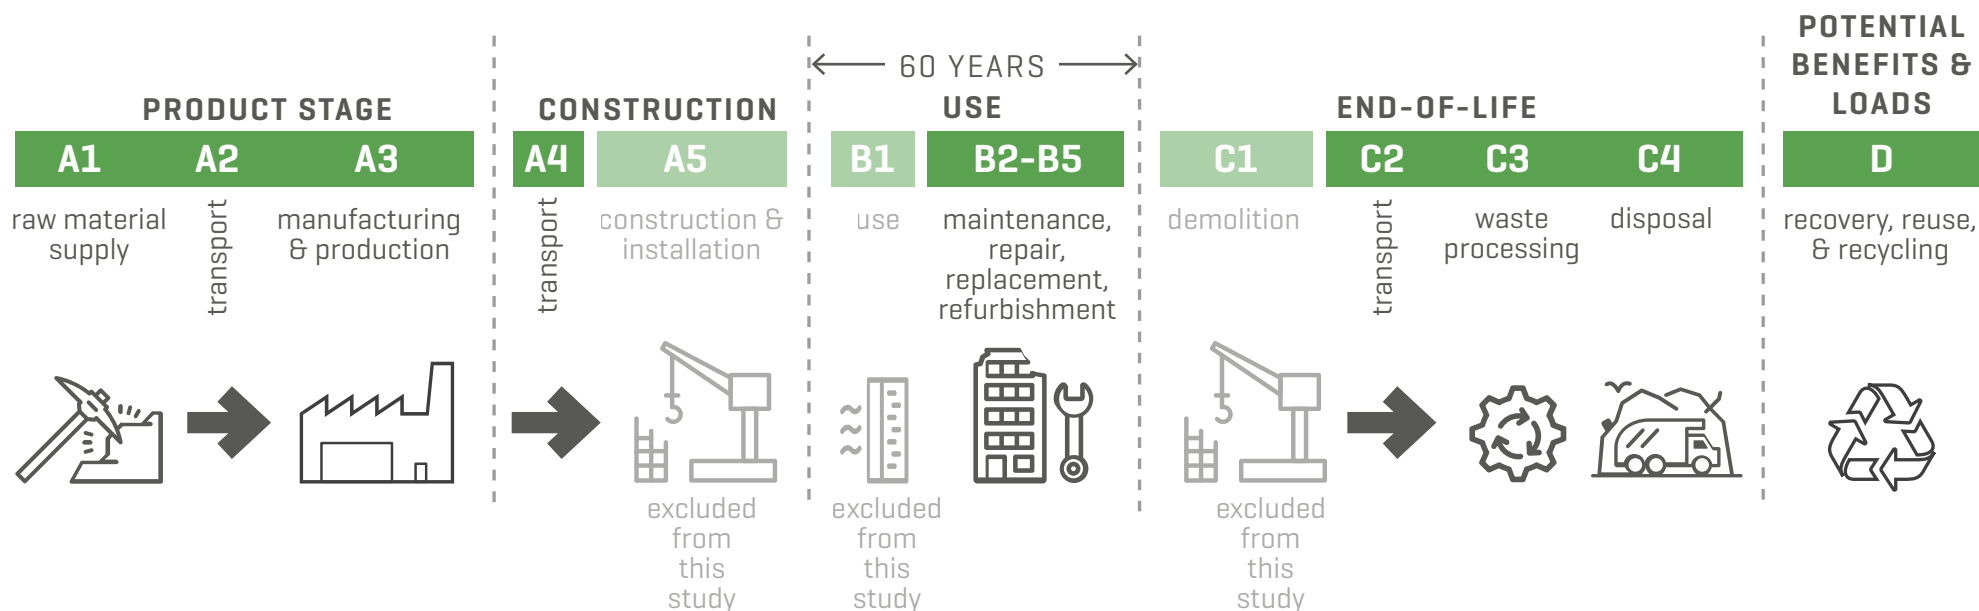 PRODUCT STAGE
A1
A2
A3
raw material
supply
transport
manufacturing
& production
CONSTRUCTION
A4
A5
transport
construction &
installation
excluded
from
this
study
60 YEARS
USE
B1
B2-B5
use
excluded
from
this
study
maintenance,
repair,
replacement,
refurbishment
END-OF-LIFE
C1
C2
C3
C4
demolition
excluded
from
this
study
transport
waste
processing
disposal
POTENTIAL
BENEFITS &
LOADS
D
recovery, reuse,
& recycling